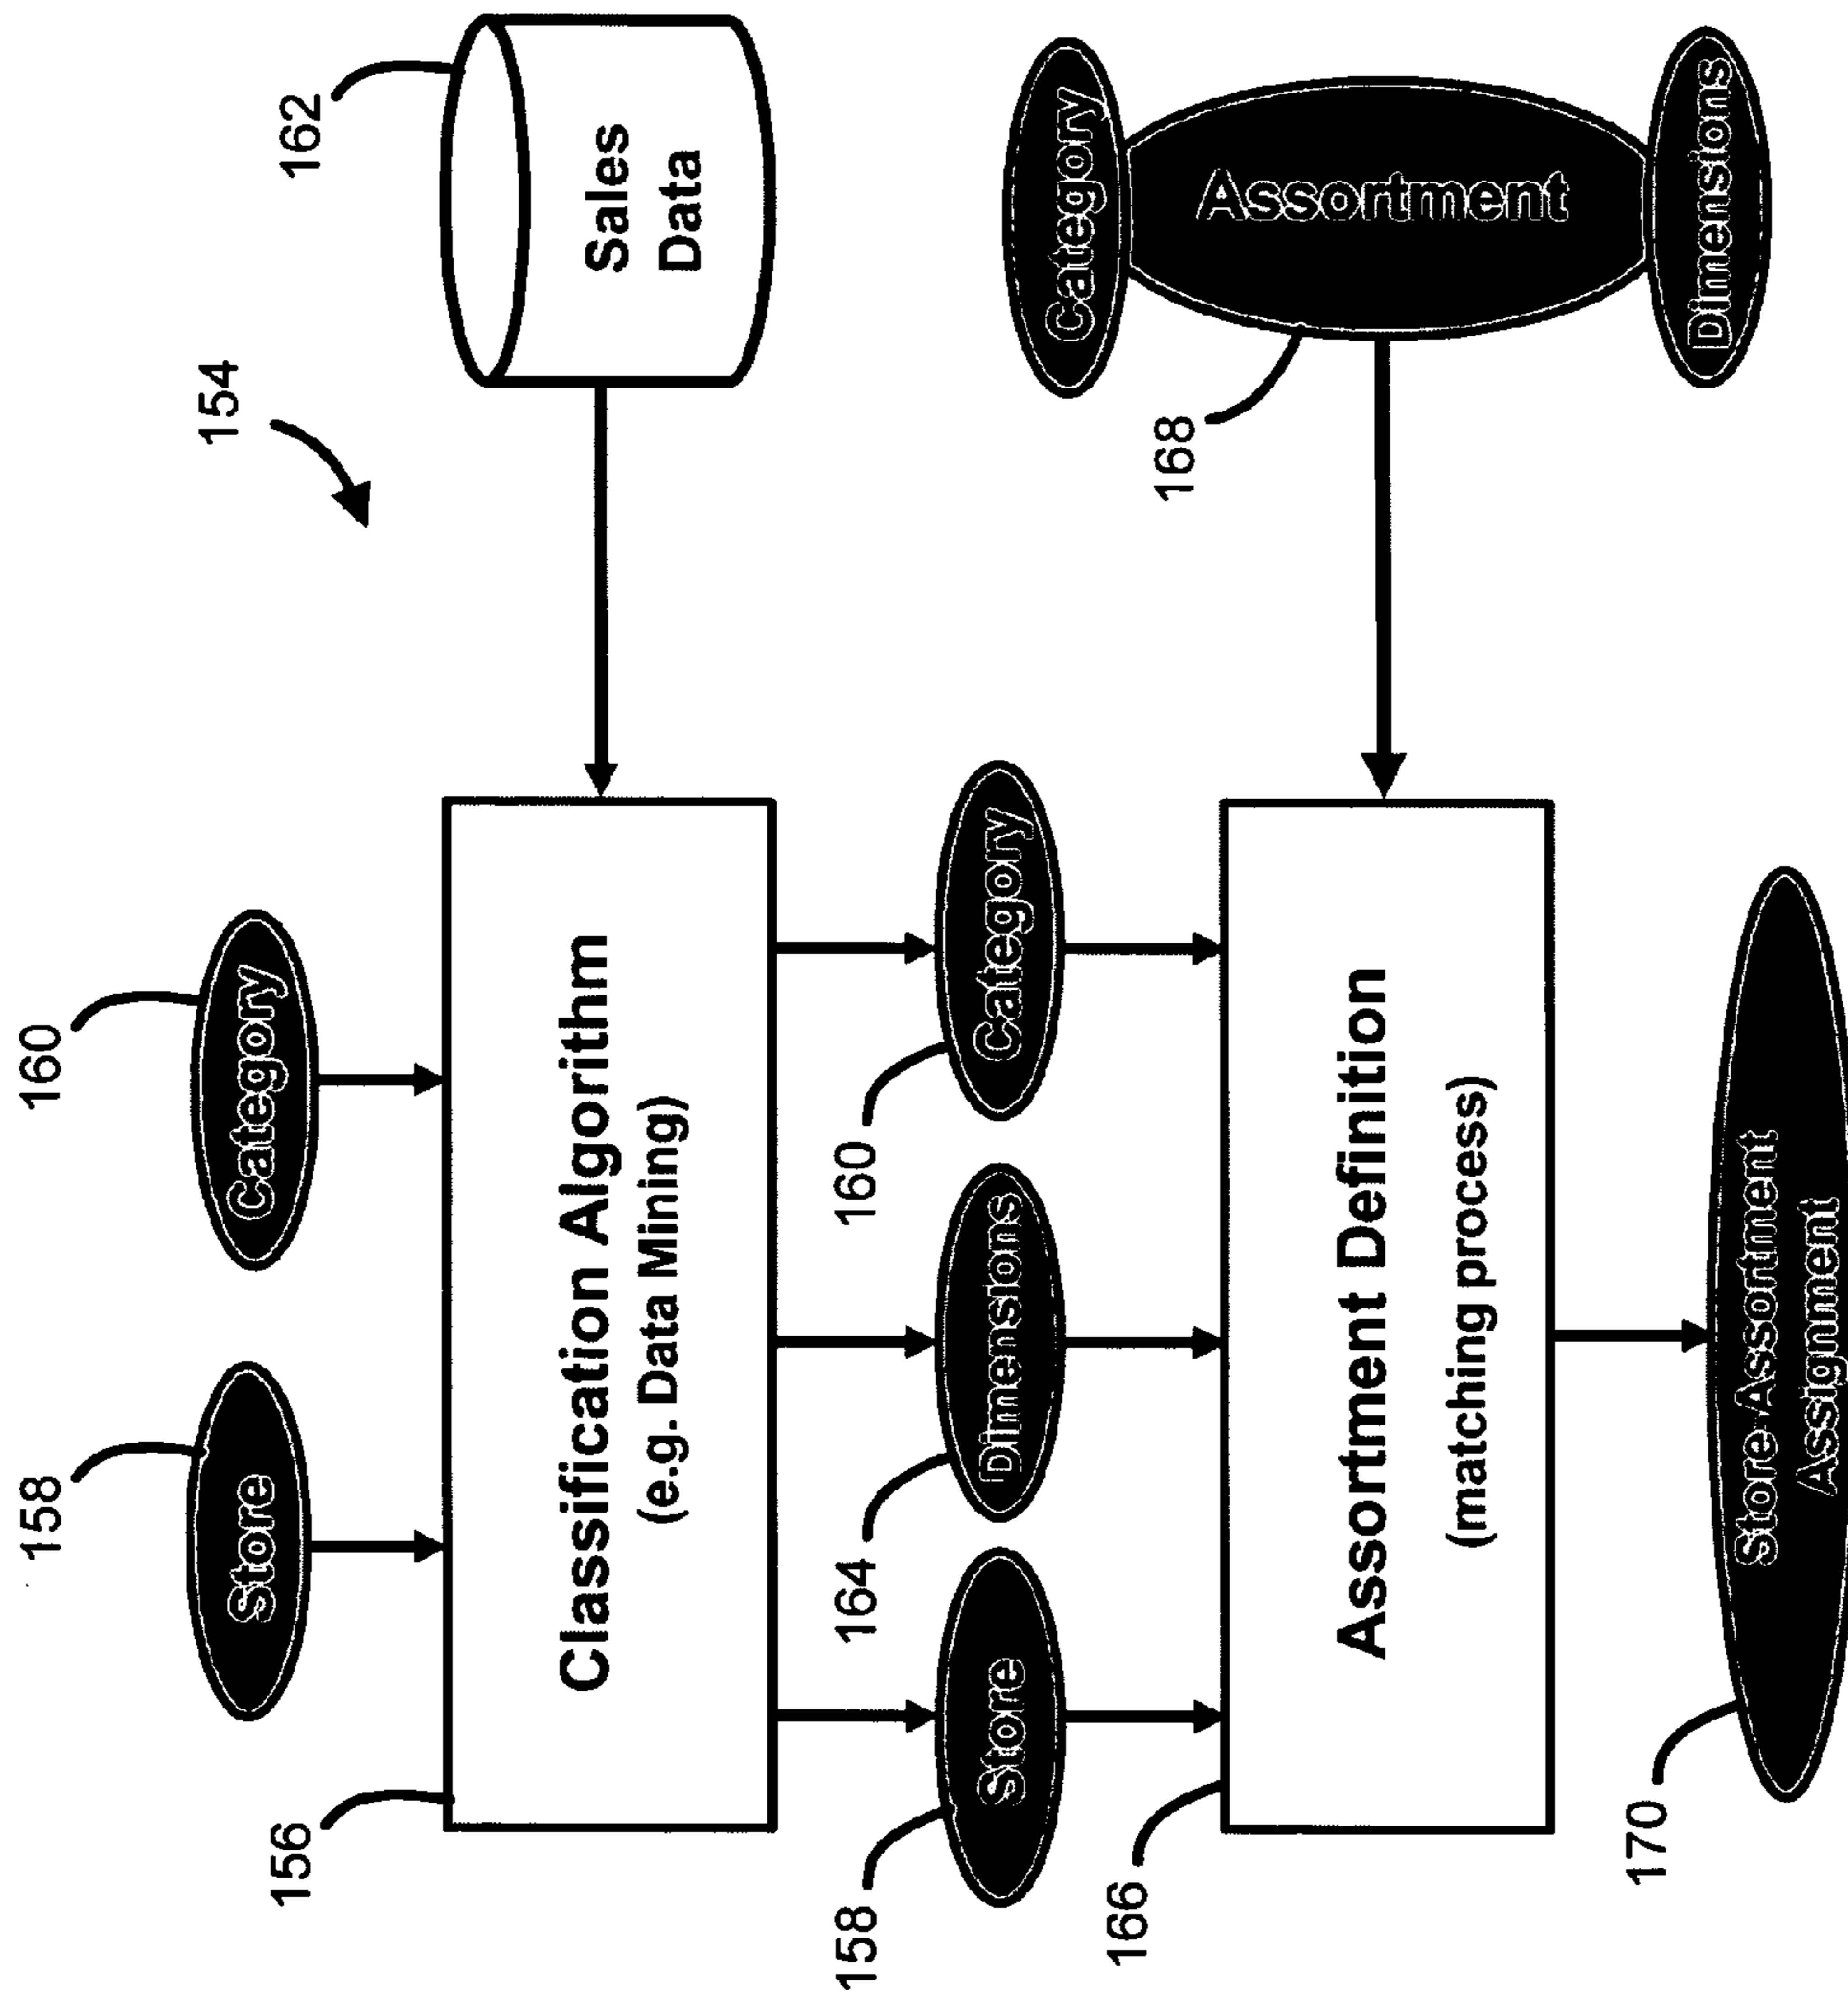 154
158
160
162
Store
Category
Sales
Data
156
Classification Algorithm
(e.g. Data Mining)
158
164
160
168
Store
Dimensions
Category
Category
Assortment
Dimensions
166
Assortment Definition
(matching process)
170
Store-Assortment
Assignment